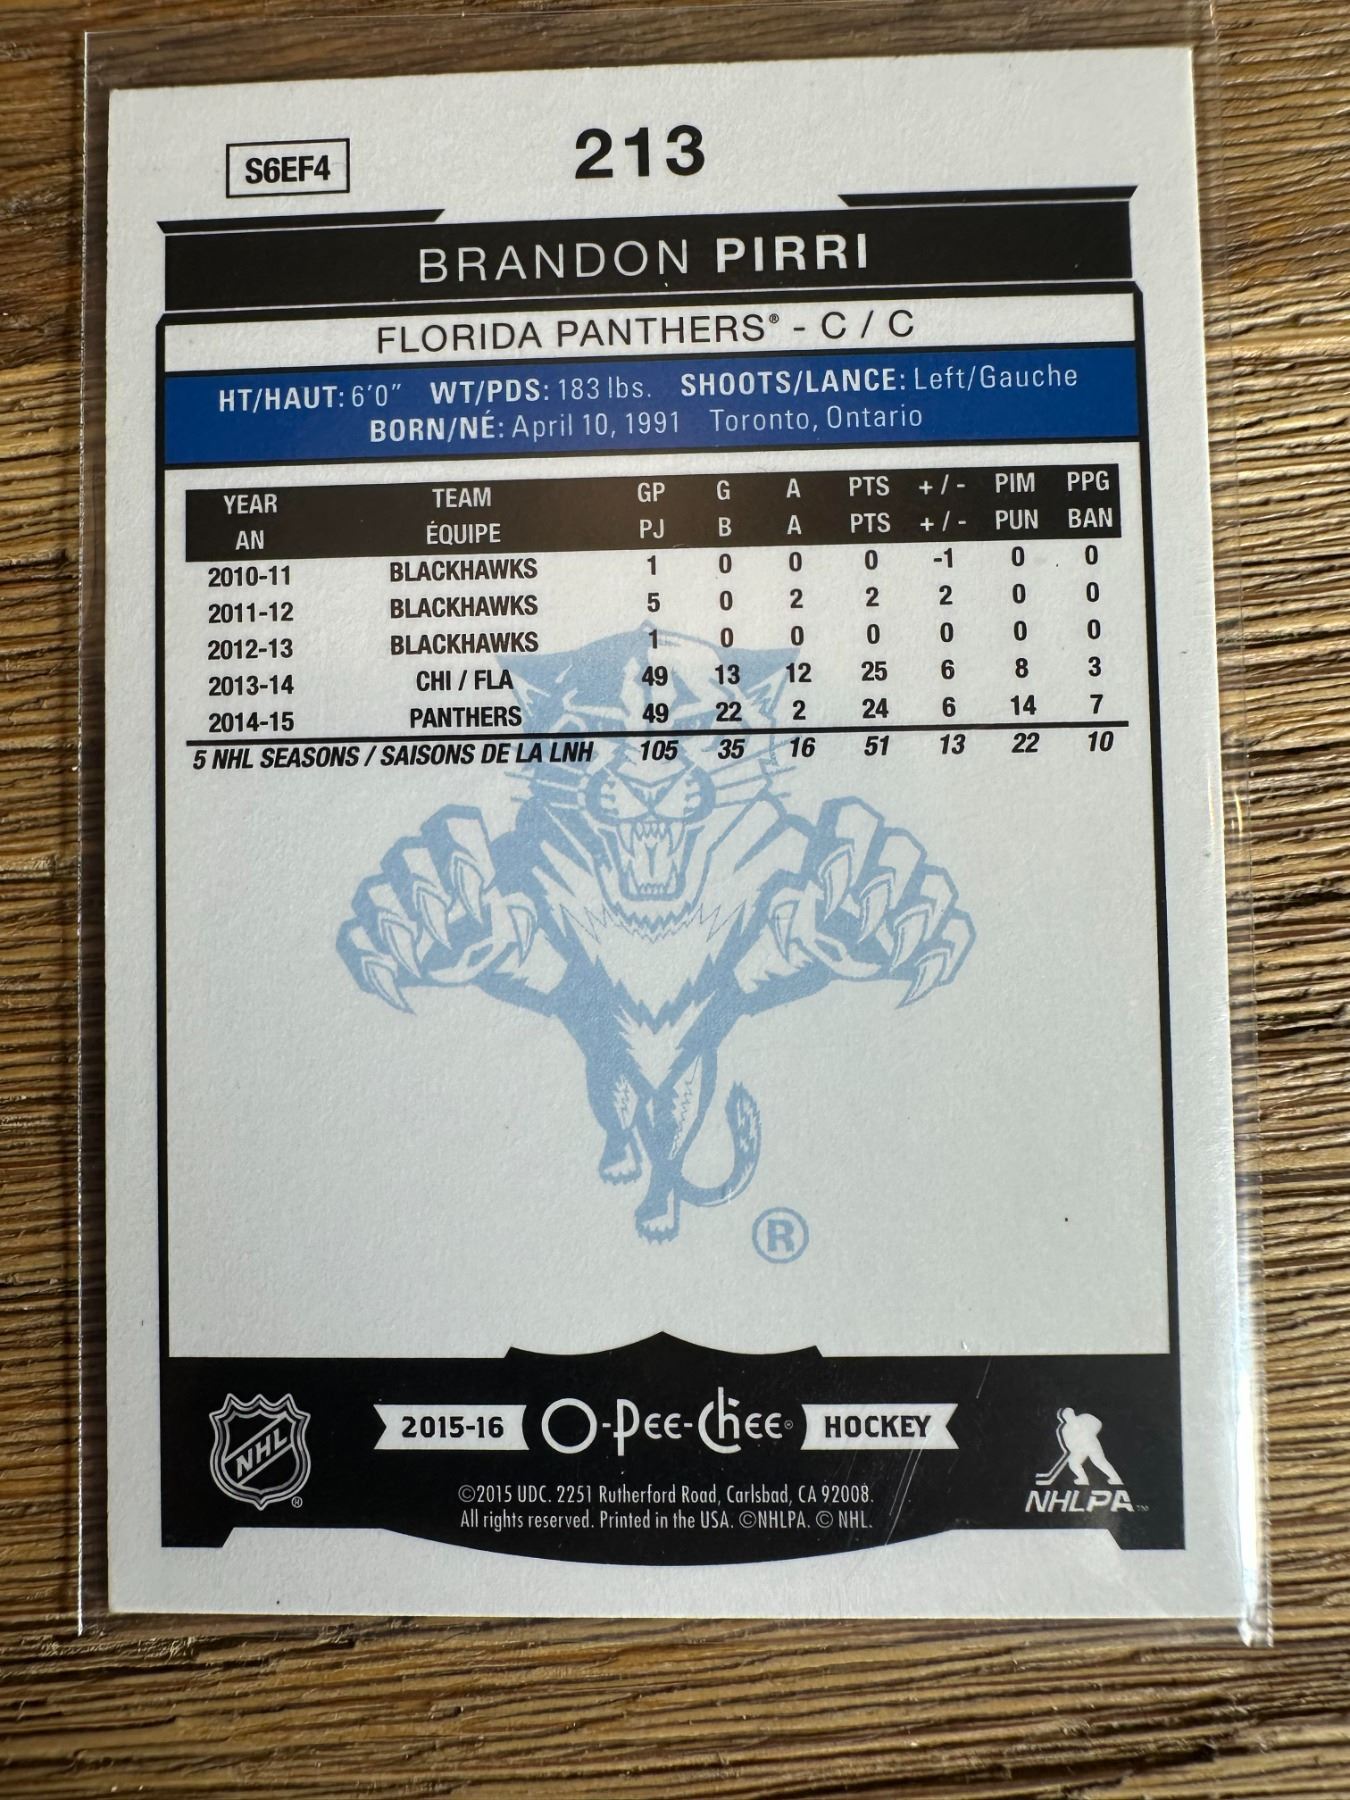 S6EF4
213
BRANDON PIRRI
FLORIDA PANTHERS® - C / C
HT/HAUT: 6'0" WT/PDS: 183 lbs. SHOOTS/LANCE: Left/Gauche
BORN/NÉ: April 10, 1991 Toronto, Ontario
YEAR TEAM GP G A PTS + / - PIM PPG
AN ÉQUIPE PJ B A PTS + / - PUN BAN
2010-11 BLACKHAWKS 1 0 0 0 -1 0 0
2011-12 BLACKHAWKS 5 0 2 2 2 0 0
2012-13 BLACKHAWKS 1 0 0 0 0 0 0
2013-14 CHI / FLA 49 13 12 25 6 8 3
2014-15 PANTHERS 49 22 2 24 6 14 7
5 NHL SEASONS / SAISONS DE LA LNH 105 35 16 51 13 22 10
®
NHL ®
2015-16 O-Pee-Chee® HOCKEY
NHLPA™
©2015 UDC. 2251 Rutherford Road, Carlsbad, CA 92008.
All rights reserved. Printed in the USA. ©NHLPA. © NHL.